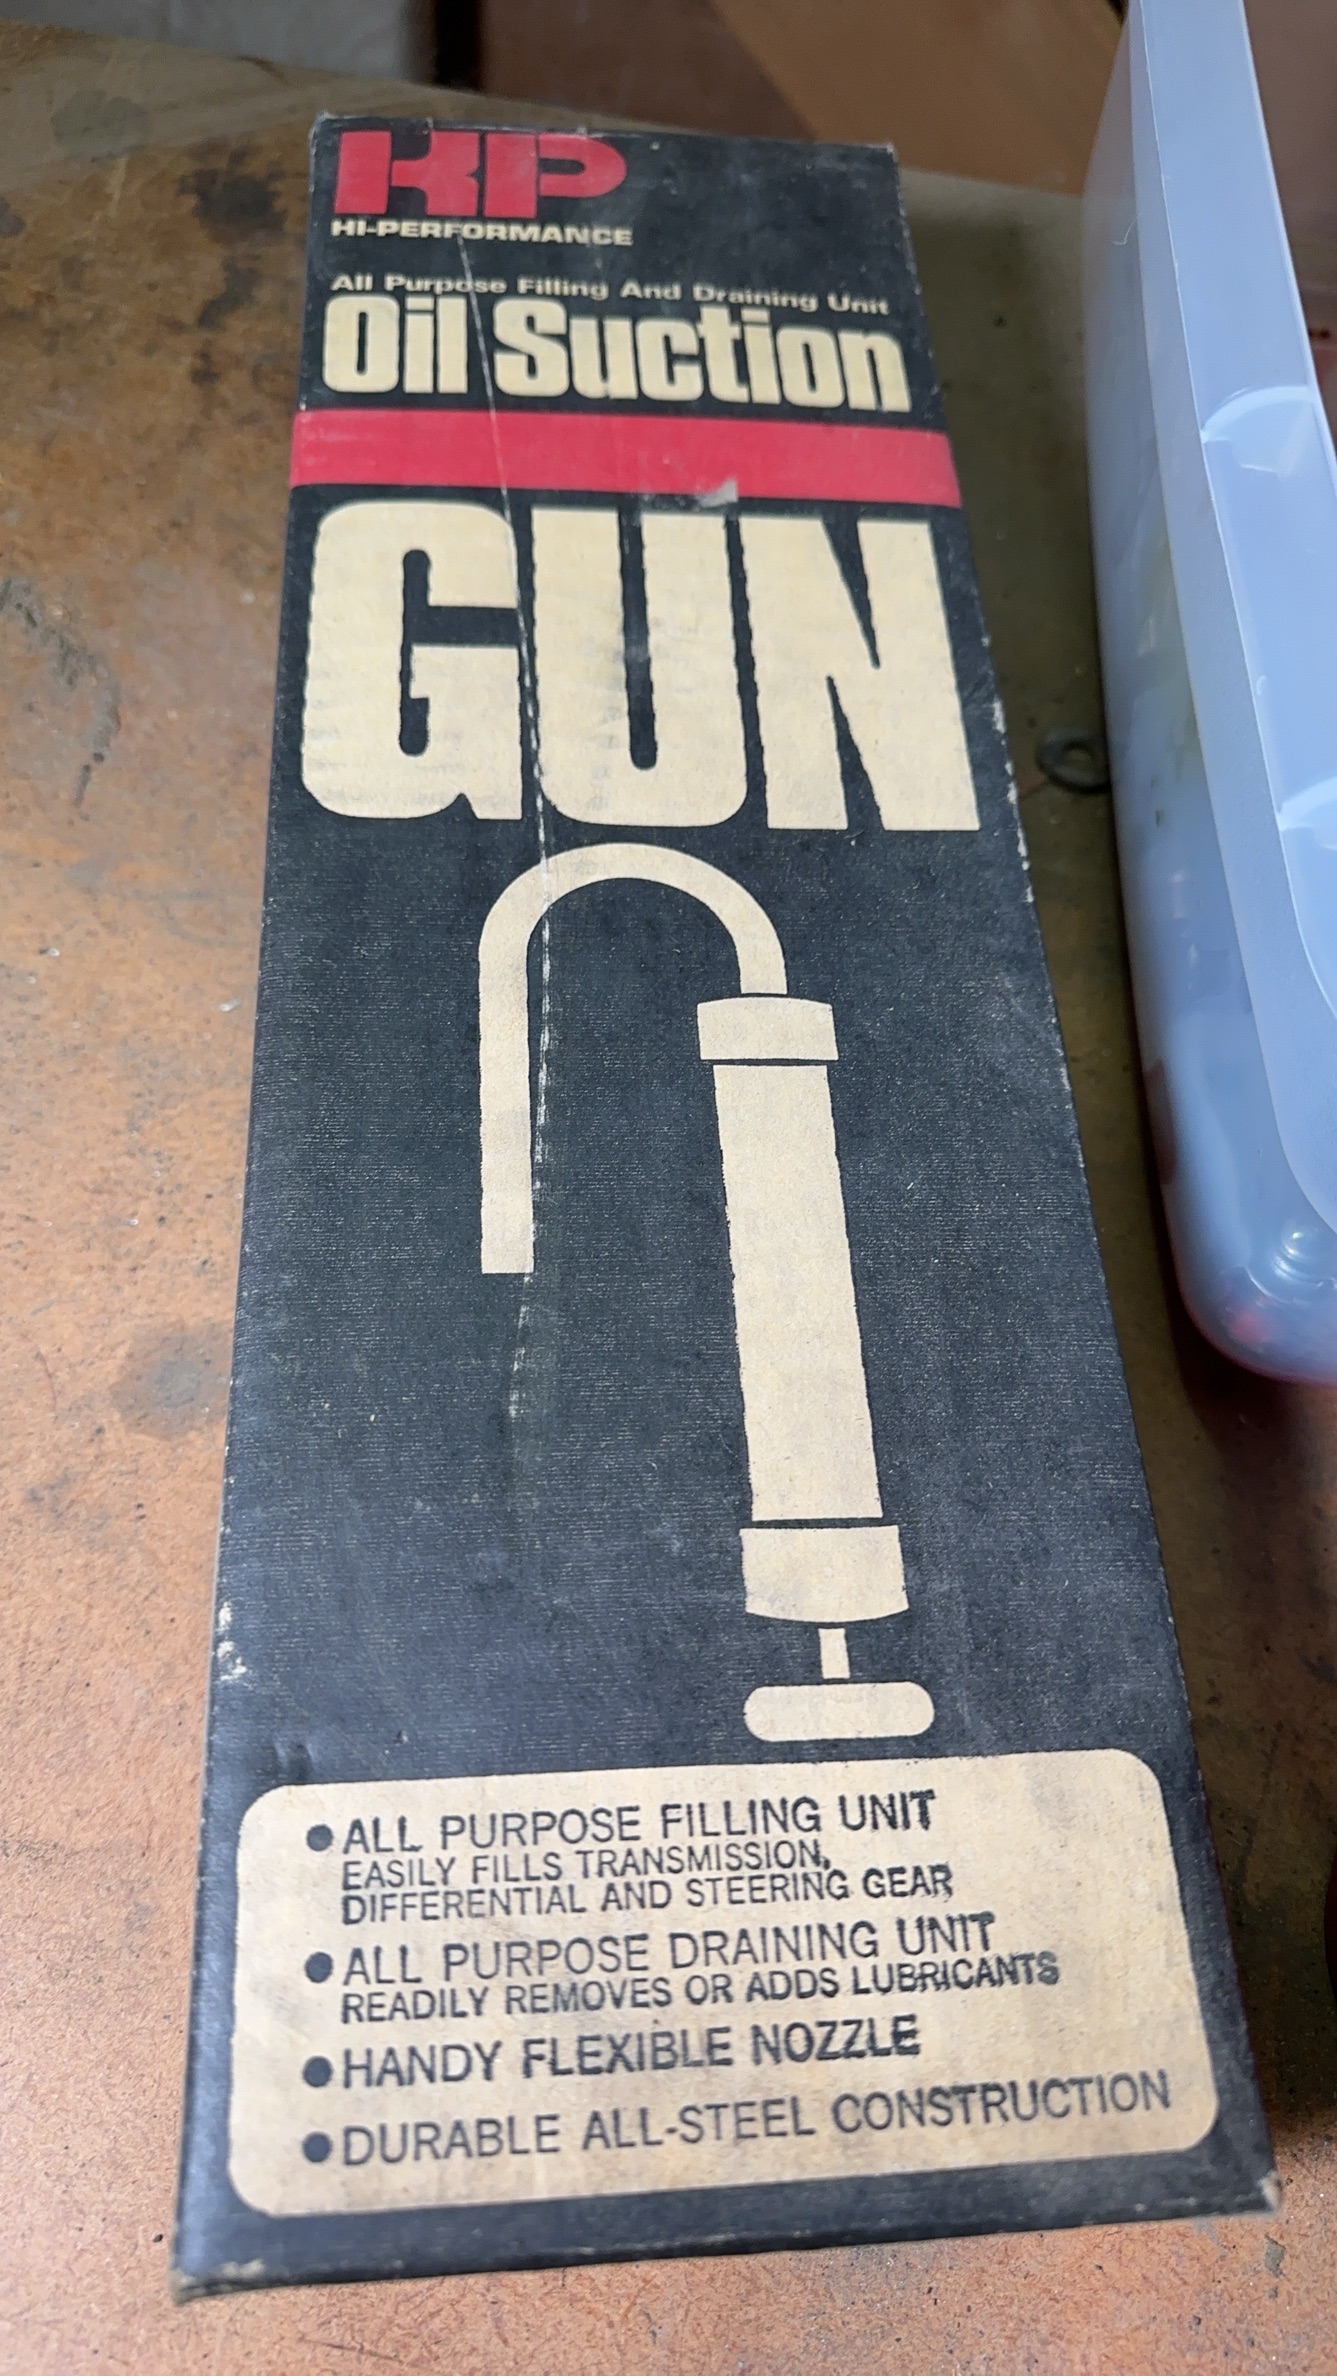 KP
HI-PERFORMANCE
All Purpose Filling And Draining Unit
Oil Suction
GUN
●ALL PURPOSE FILLING UNIT
EASILY FILLS TRANSMISSION,
DIFFERENTIAL AND STEERING GEAR
●ALL PURPOSE DRAINING UNIT
READILY REMOVES OR ADDS LUBRICANTS
●HANDY FLEXIBLE NOZZLE
●DURABLE ALL-STEEL CONSTRUCTION